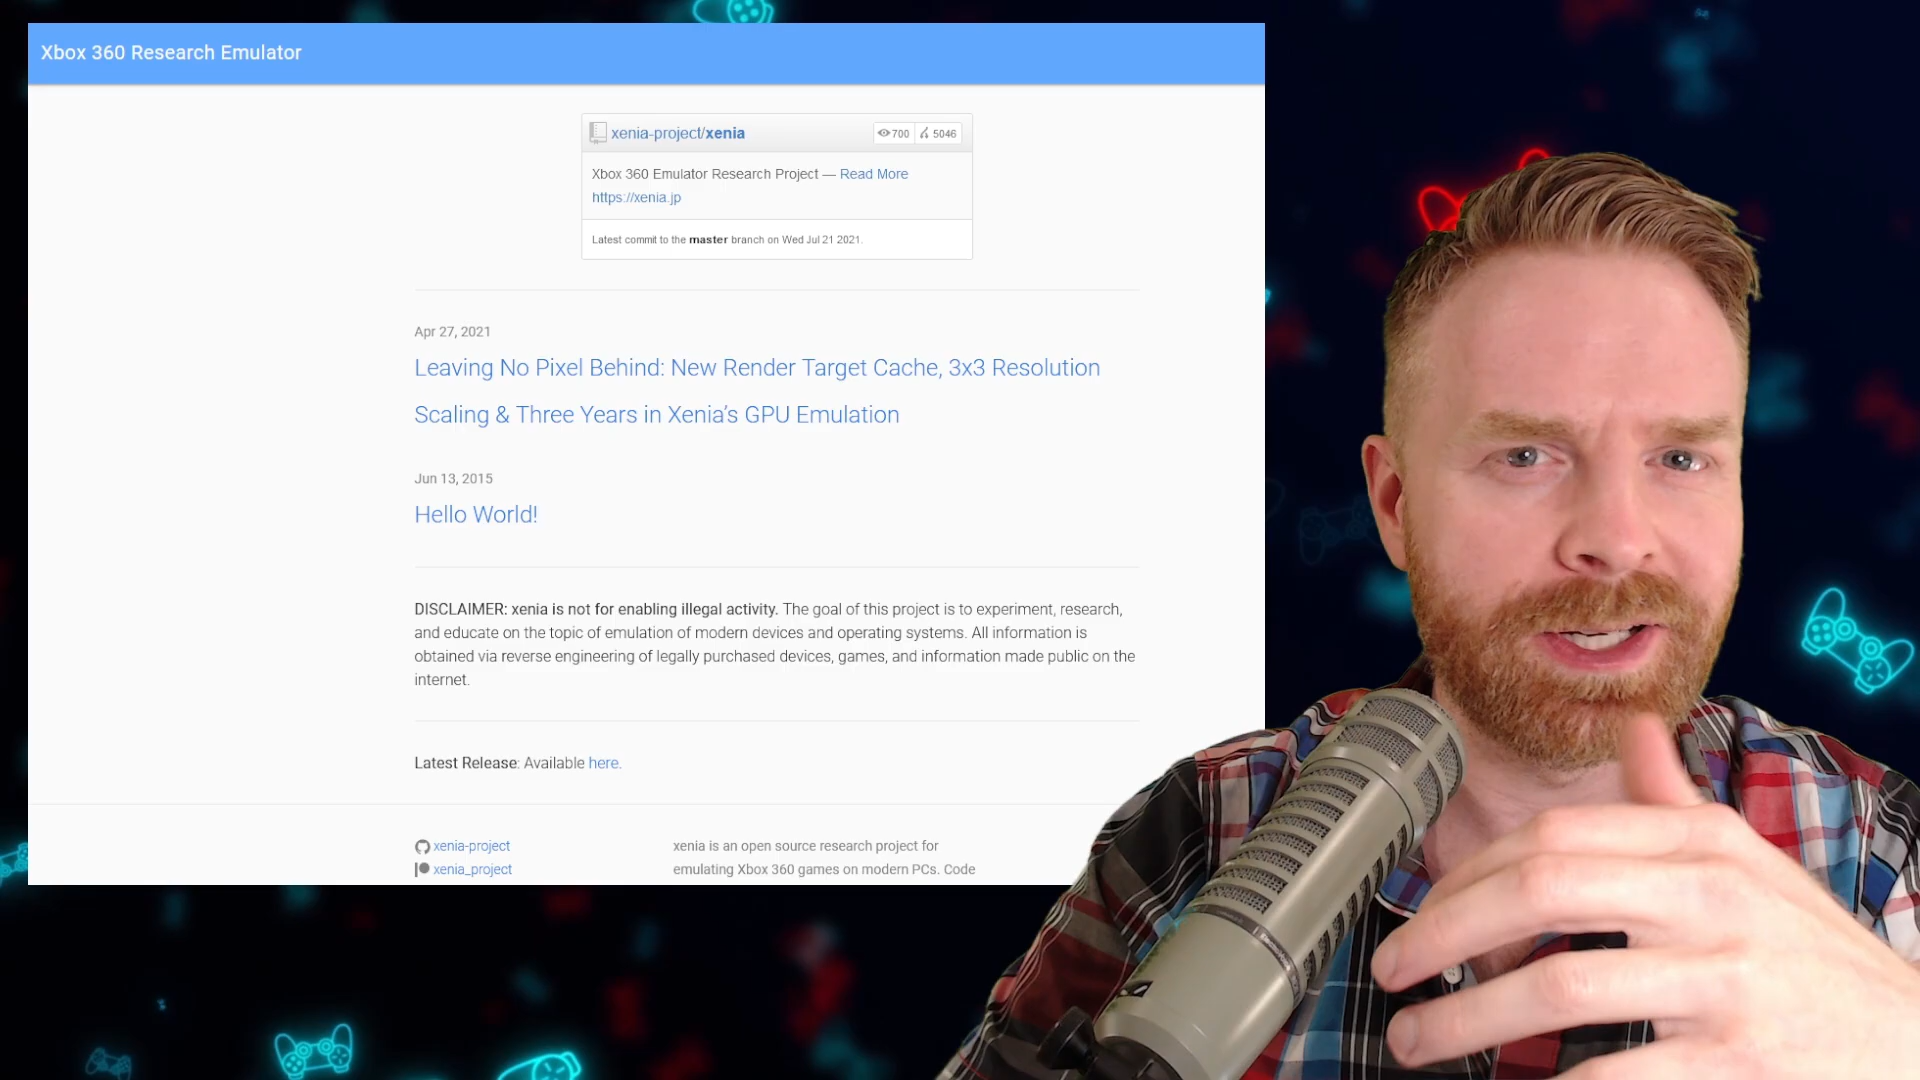 Xbox 360 Research Emulator
xenia-project/xenia
700
5046
Xbox 360 Emulator Research Project — Read More
https://xenia.jp
Latest commit to the master branch on Wed Jul 21 2021.
Apr 27, 2021
Leaving No Pixel Behind: New Render Target Cache, 3x3 Resolution
Scaling & Three Years in Xenia’s GPU Emulation
Jun 13, 2015
Hello World!
DISCLAIMER: xenia is not for enabling illegal activity. The goal of this project is to experiment, research,
and educate on the topic of emulation of modern devices and operating systems. All information is
obtained via reverse engineering of legally purchased devices, games, and information made public on the
internet.
Latest Release: Available here.
xenia-project
xenia_project
xenia is an open source research project for
emulating Xbox 360 games on modern PCs. Code